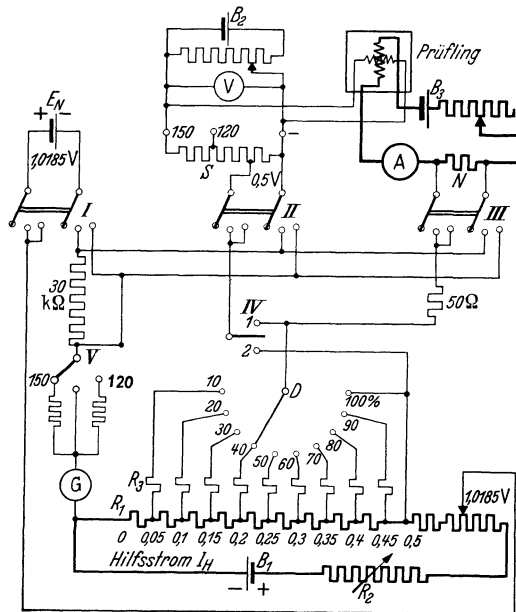 B₂
V
Prüfling
B₃
150 120 −
S
0,5V
A
N
+ E_N −
1,0185V
I
II
III
30
kΩ
V
150 120
G
IV
1
2
50Ω
D
10
20
30
40
50
60
70
80
90
100%
R₃
R₁
0 0,05 0,1 0,15 0,2 0,25 0,3 0,35 0,4 0,45 0,5
1,0185V
Hilfsstrom I_H
B₁
− +
R₂